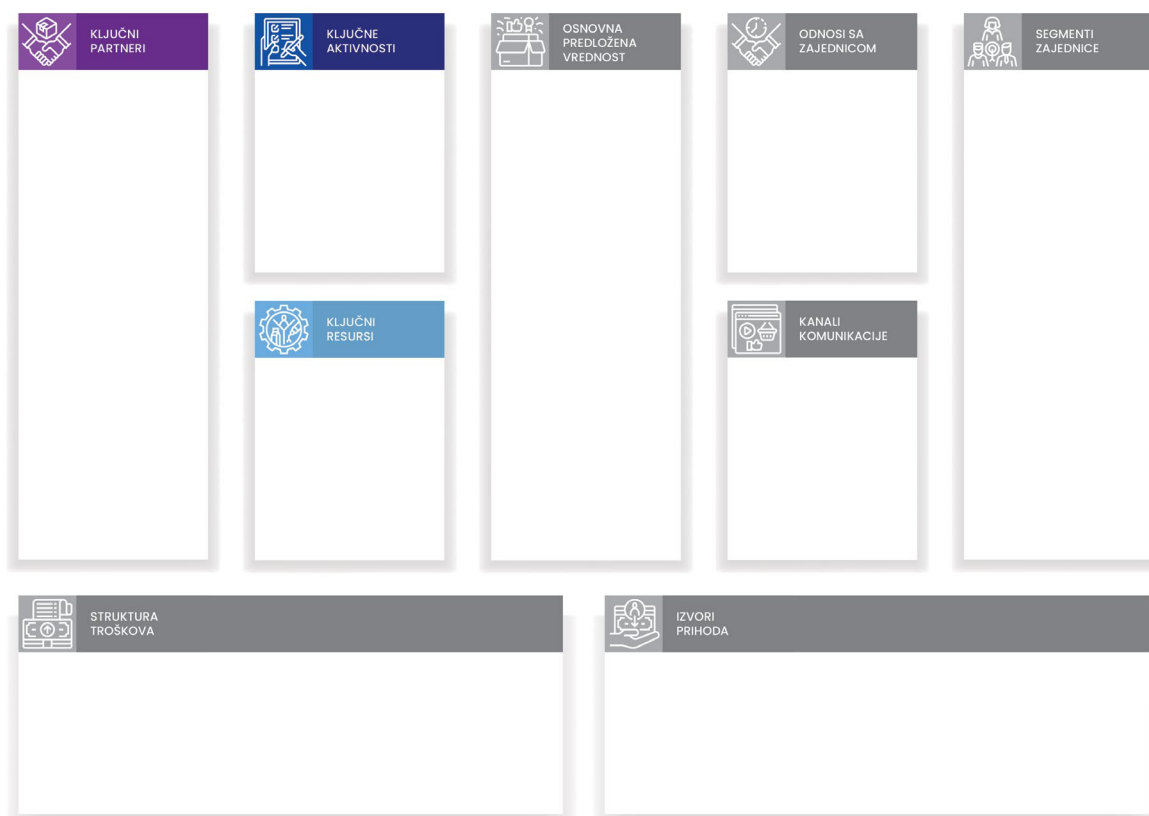 KLJUČNI
PARTNERI
KLJUČNE
AKTIVNOSTI
OSNOVNA
PREDLOŽENA
VREDNOST
ODNOSI SA
ZAJEDNICOM
SEGMENTI
ZAJEDNICE
KLJUČNI
RESURSI
KANALI
KOMUNIKACIJE
STRUKTURA
TROŠKOVA
IZVORI
PRIHODA